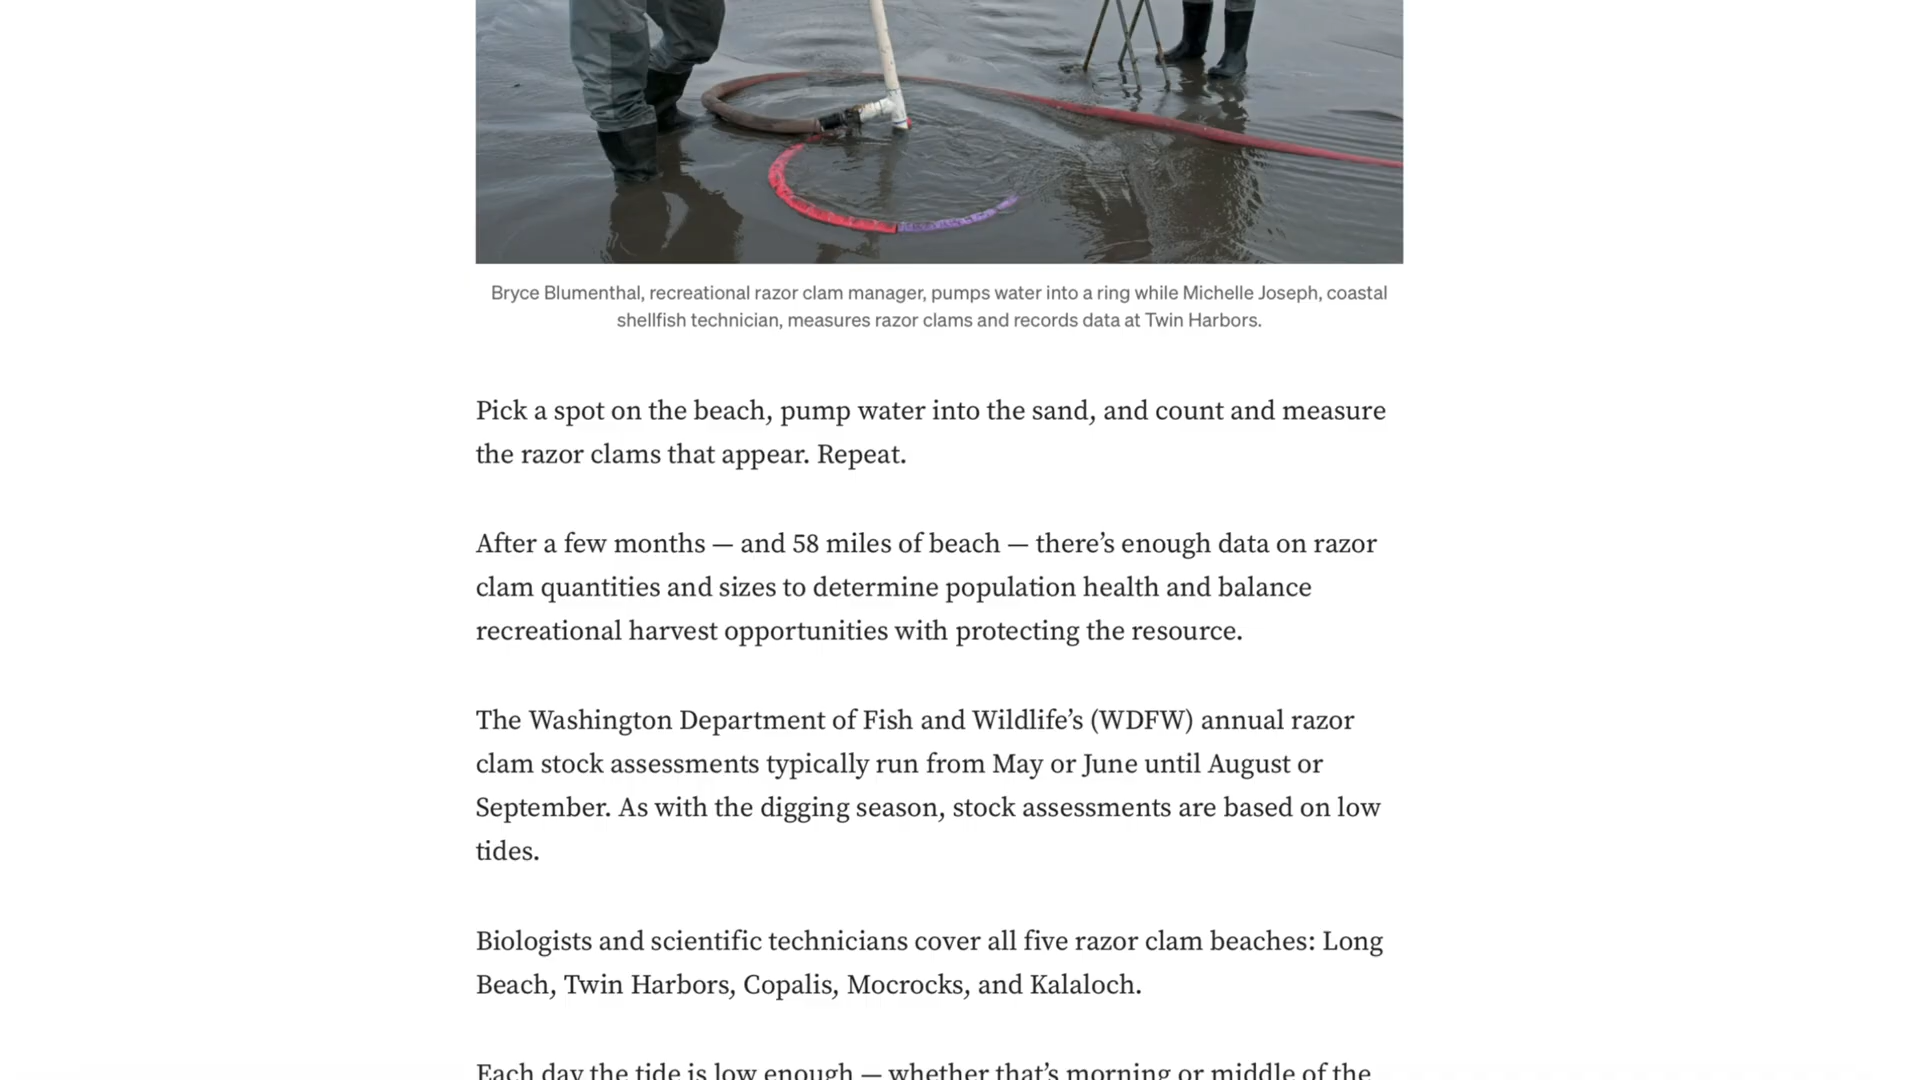 Bryce Blumenthal, recreational razor clam manager, pumps water into a ring while Michelle Joseph, coastal
shellfish technician, measures razor clams and records data at Twin Harbors.
Pick a spot on the beach, pump water into the sand, and count and measure
the razor clams that appear. Repeat.
After a few months — and 58 miles of beach — there’s enough data on razor
clam quantities and sizes to determine population health and balance
recreational harvest opportunities with protecting the resource.
The Washington Department of Fish and Wildlife’s (WDFW) annual razor
clam stock assessments typically run from May or June until August or
September. As with the digging season, stock assessments are based on low
tides.
Biologists and scientific technicians cover all five razor clam beaches: Long
Beach, Twin Harbors, Copalis, Mocrocks, and Kalaloch.
Each day the tide is low enough — whether that’s morning or middle of the